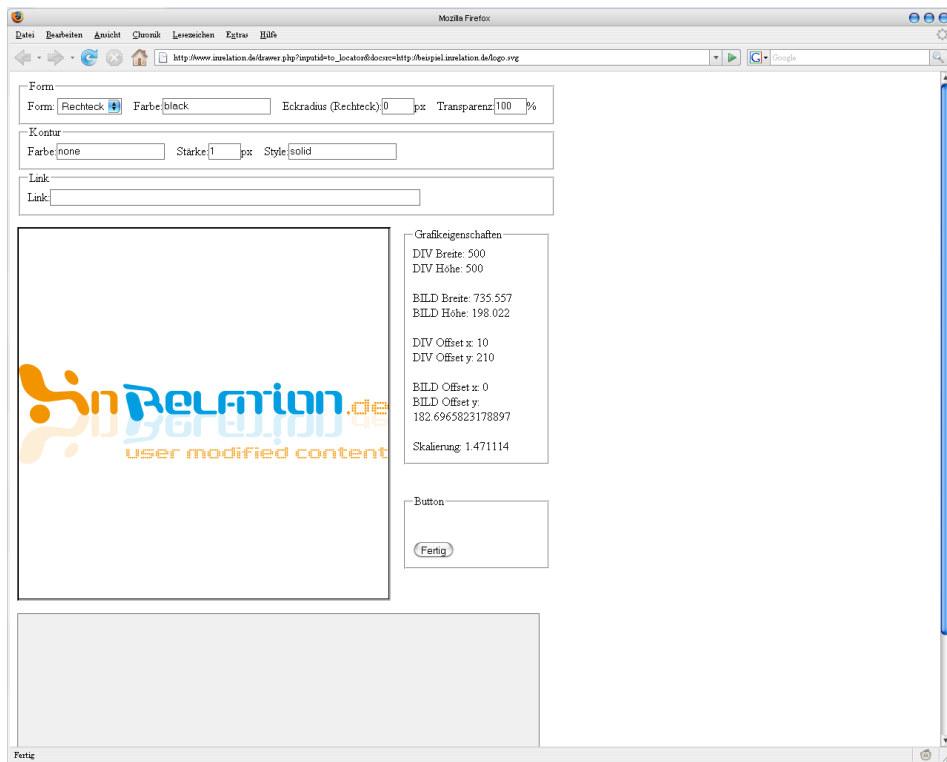 Mozilla Firefox
Datei Bearbeiten Ansicht Chronik Lesezeichen Extras Hilfe
http://www.inrelation.de/drawer.php?inputid=to_locator&docsrc=http://beispiel.inrelation.de/logo.svg
G Google
Form
Form: Rechteck Farbe: black Eckradius (Rechteck): 0 px Transparenz: 100 %
Kontur
Farbe: none Stärke: 1 px Style: solid
Link
Link:
Grafikeigenschaften
DIV Breite: 500
DIV Höhe: 500
BILD Breite: 735.557
BILD Höhe: 198.022
DIV Offset x: 10
DIV Offset y: 210
BILD Offset x: 0
BILD Offset y:
182.6965823178897
Skalierung: 1.471114
inRelation.de
user modified content
Button
Fertig
Fertig